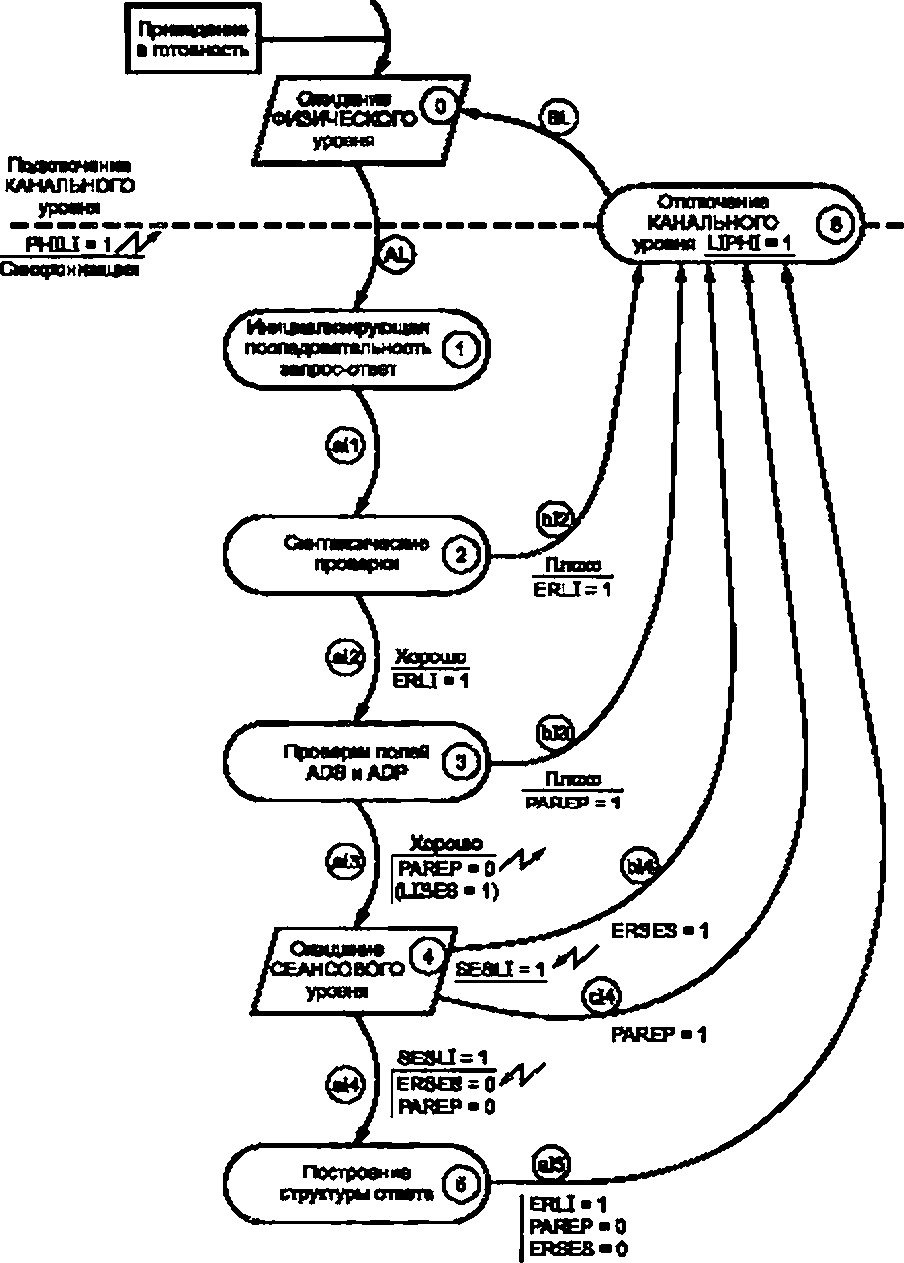 Приведение
в готовность
Ожидание
ФИЗИЧЕСКОГО
уровня
0
BL
Подключение
КАНАЛЬНОГО
уровня
PHILI = 1
Синхронизация
Отключение
КАНАЛЬНОГО
уровня LIPHI = 1
6
AL
Инициализирующая
последовательность
запрос-ответ
1
al1
Синтаксические
проверки
2
bl2
Плохо
ERLI = 1
al2
Хорошо
ERLI = 1
Проверки полей
ADS и ADP
3
bl3
Плохо
PAREP = 1
al3
Хорошо
PAREP = 0
(LISES = 1)
bl4
ERSES = 1
Ожидание
СЕАНСОВОГО
уровня
4
SESLI = 1
cl4
PAREP = 1
al4
SESLI = 1
ERSES = 0
PAREP = 0
Построение
структуры ответа
5
al5
ERLI = 1
PAREP = 0
ERSES = 0